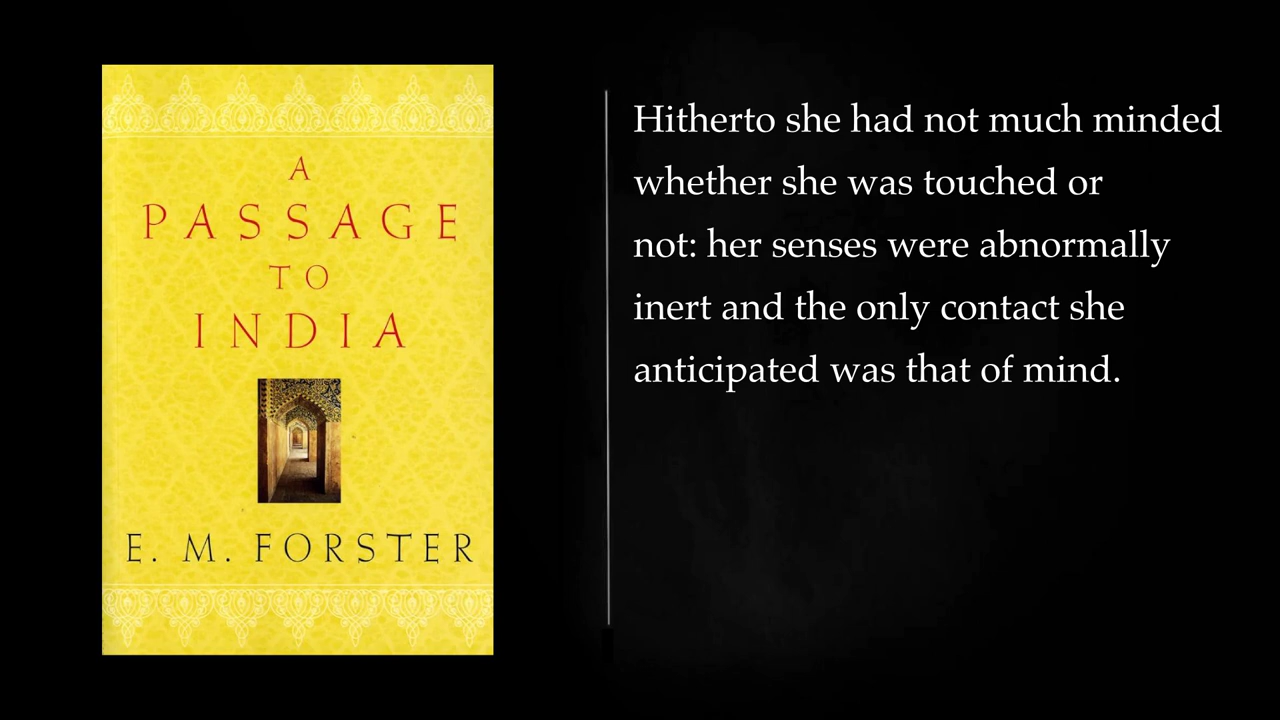 A
PASSAGE
TO
INDIA
E. M. FORSTER
Hitherto she had not much minded
whether she was touched or
not: her senses were abnormally
inert and the only contact she
anticipated was that of mind.